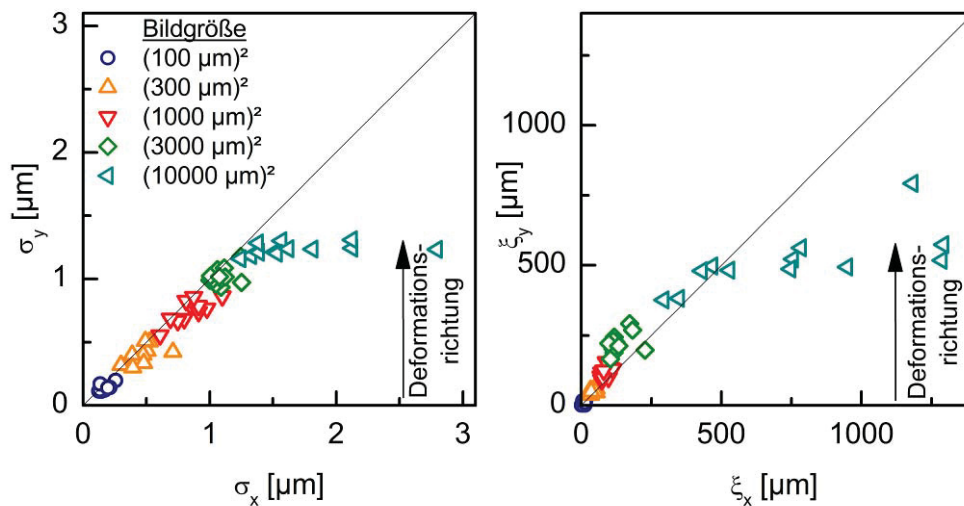 3
2
1
0
σy [µm]
Bildgröße
(100 µm)²
(300 µm)²
(1000 µm)²
(3000 µm)²
(10000 µm)²
Deformations-
richtung
0
1
2
3
σx [µm]
1000
500
0
ξy [µm]
Deformations-
richtung
0
500
1000
ξx [µm]